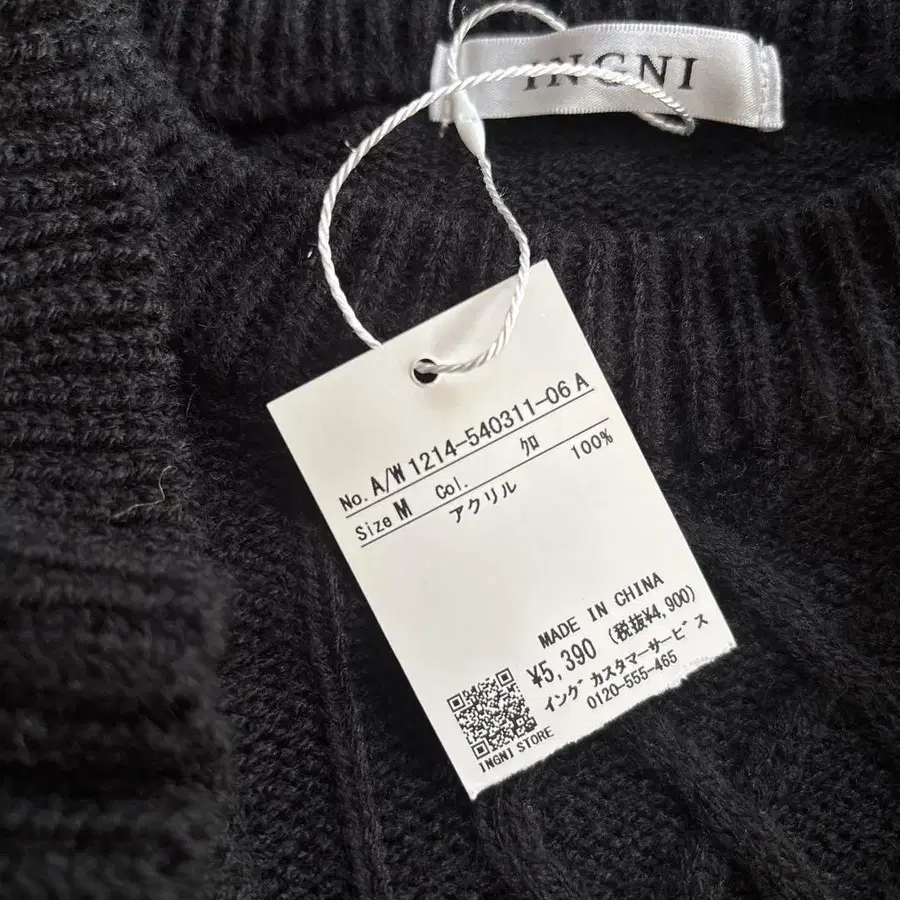 INGNI
No. A/W 1214-540311-06 A
Size M Col. クロ
アクリル 100%
MADE IN CHINA
¥5,390 (税抜¥4,900)
イングカスタマーサービス
0120-555-465
INGNI STORE